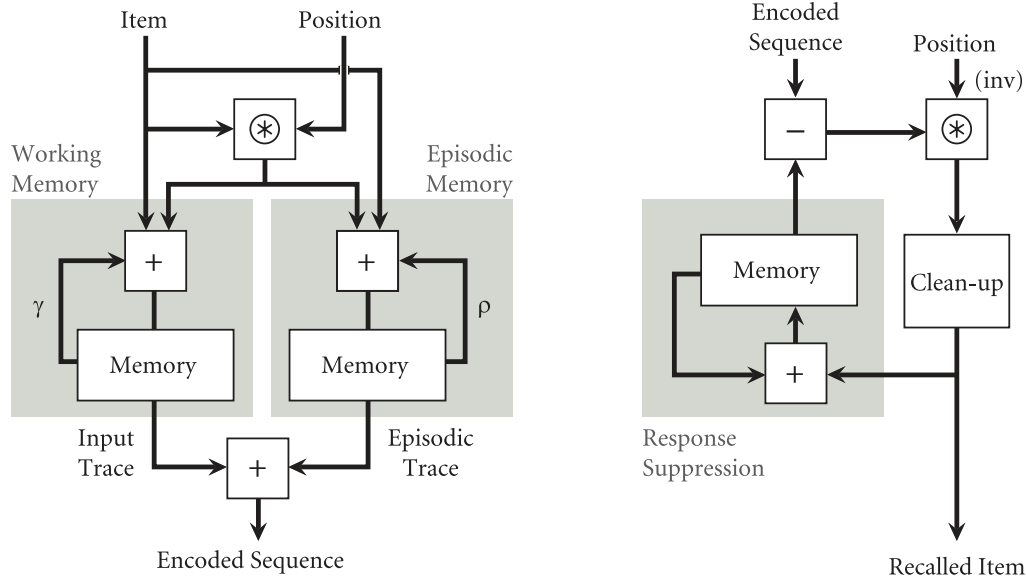 Item
Position
⊛
Working
Memory
Episodic
Memory
+
+
γ
ρ
Memory
Memory
Input
Trace
Episodic
Trace
+
Encoded Sequence
Encoded
Sequence
Position
(inv)
−
⊛
Memory
Clean-up
+
Response
Suppression
Recalled Item